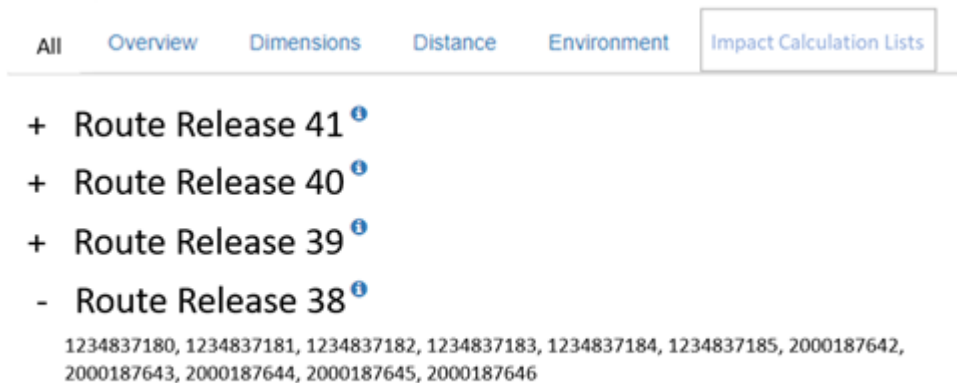 All Overview Dimensions Distance Environment Impact Calculation Lists
+ Route Release 41
+ Route Release 40
+ Route Release 39
- Route Release 38
1234837180, 1234837181, 1234837182, 1234837183, 1234837184, 1234837185, 2000187642,
2000187643, 2000187644, 2000187645, 2000187646